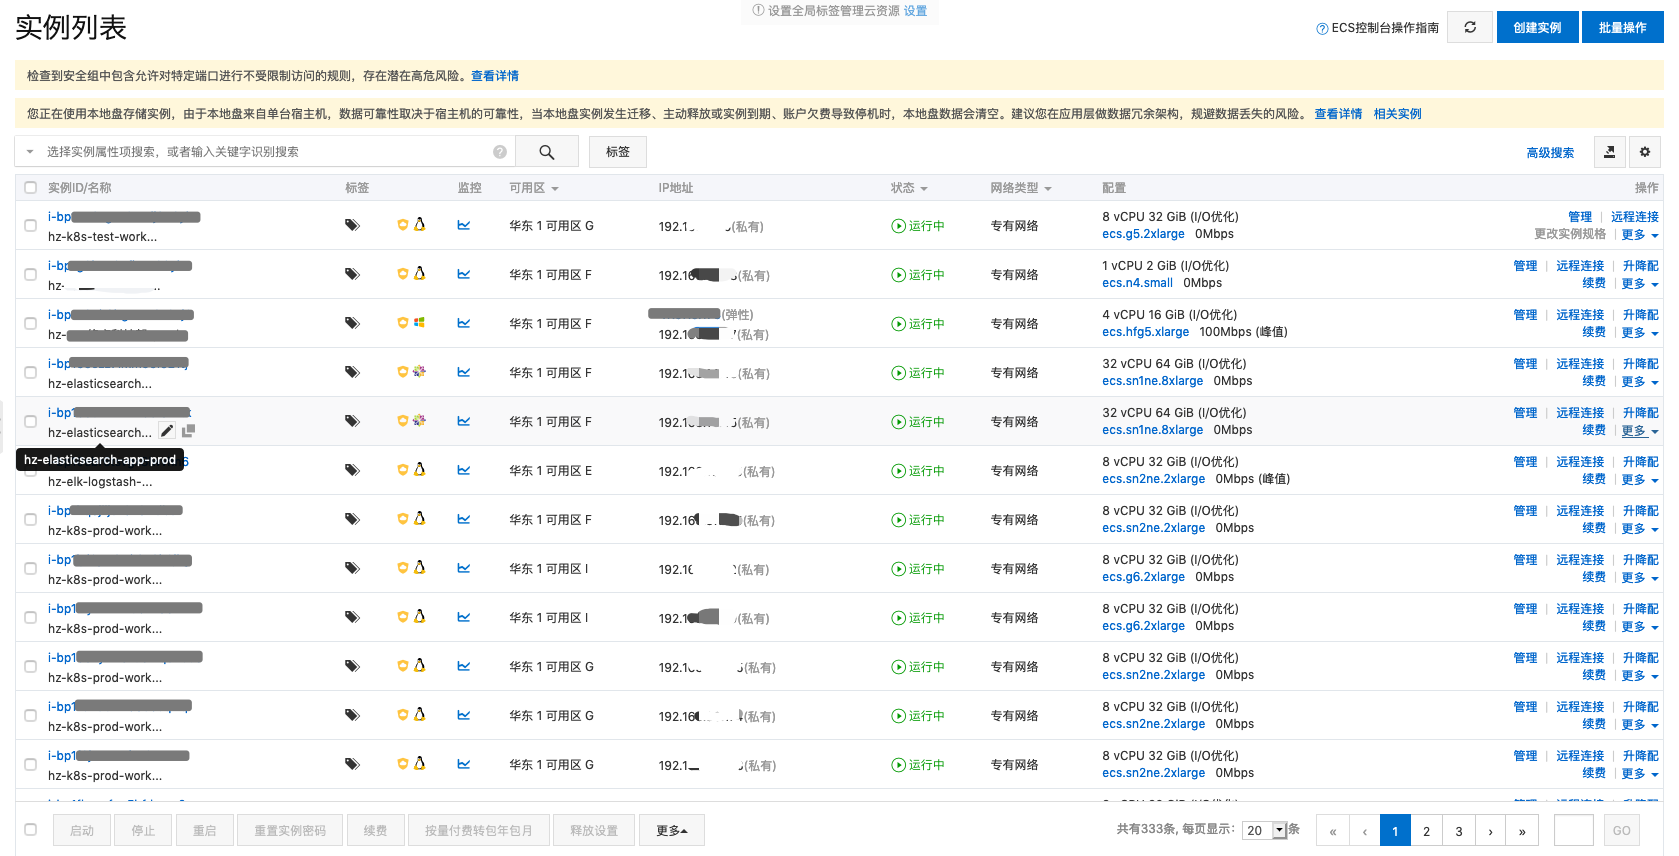 设置全局标签管理云资源 设置
实例列表
ECS控制台操作指南 创建实例 批量操作
检查到安全组中包含允许对特定端口进行不受限制访问的规则，存在潜在高危风险。查看详情
您正在使用本地盘存储实例，由于本地盘来自单台宿主机，数据可靠性取决于宿主机的可靠性，当本地盘实例发生迁移、主动释放或实例到期、账户欠费导致停机时，本地盘数据会清空。建议您在应用层做数据冗余架构，规避数据丢失的风险。 查看详情 相关实例
选择实例属性项搜索，或者输入关键字识别搜索 标签 高级搜索
实例ID/名称 标签 监控 可用区 IP地址 状态 网络类型 配置 操作
i-bp 8 vCPU 32 GiB (I/O优化) 管理 远程连接
华东 1 可用区 G 192.1 (私有) 运行中 专有网络
hz-k8s-test-work... ecs.g5.2xlarge 0Mbps 更改实例规格 更多
i-bp 1 vCPU 2 GiB (I/O优化) 管理 远程连接 升降配
华东 1 可用区 F 192.16 (私有) 运行中 专有网络
hz- ecs.n4.small 0Mbps 续费 更多
i-bp (弹性) 4 vCPU 16 GiB (I/O优化) 管理 远程连接 升降配
华东 1 可用区 F 运行中 专有网络
hz- 192.16 7(私有) ecs.hfg5.xlarge 100Mbps (峰值) 续费 更多
i-bp 32 vCPU 64 GiB (I/O优化) 管理 远程连接 升降配
华东 1 可用区 F 192.1 (私有) 运行中 专有网络
hz-elasticsearch... ecs.sn1ne.8xlarge 0Mbps 续费 更多
i-bp1 32 vCPU 64 GiB (I/O优化) 管理 远程连接 升降配
华东 1 可用区 F 192.1 5(私有) 运行中 专有网络
hz-elasticsearch... ecs.sn1ne.8xlarge 0Mbps 续费 更多
hz-elasticsearch-app-prod 6 8 vCPU 32 GiB (I/O优化) 管理 远程连接 升降配
华东 1 可用区 E 192. (私有) 运行中 专有网络
hz-elk-logstash-... ecs.sn2ne.2xlarge 0Mbps (峰值) 续费 更多
i-bp 8 vCPU 32 GiB (I/O优化) 管理 远程连接 升降配
华东 1 可用区 F 192.16 (私有) 运行中 专有网络
hz-k8s-prod-work... ecs.sn2ne.2xlarge 0Mbps 续费 更多
i-bp1 8 vCPU 32 GiB (I/O优化) 管理 远程连接 升降配
华东 1 可用区 I 192.16 (私有) 运行中 专有网络
hz-k8s-prod-work... ecs.g6.2xlarge 0Mbps 续费 更多
i-bp1 8 vCPU 32 GiB (I/O优化) 管理 远程连接 升降配
华东 1 可用区 I 192.16 (私有) 运行中 专有网络
hz-k8s-prod-work... ecs.g6.2xlarge 0Mbps 续费 更多
i-bp1 8 vCPU 32 GiB (I/O优化) 管理 远程连接 升降配
华东 1 可用区 G 192.16 (私有) 运行中 专有网络
hz-k8s-prod-work... ecs.sn2ne.2xlarge 0Mbps 续费 更多
i-bp1 8 vCPU 32 GiB (I/O优化) 管理 远程连接 升降配
华东 1 可用区 G 192.16 (私有) 运行中 专有网络
hz-k8s-prod-work... ecs.sn2ne.2xlarge 0Mbps 续费 更多
i-bp1 8 vCPU 32 GiB (I/O优化) 管理 远程连接 升降配
华东 1 可用区 G 192.1 (私有) 运行中 专有网络
hz-k8s-prod-work... ecs.sn2ne.2xlarge 0Mbps 续费 更多
启动 停止 重启 重置实例密码 续费 按量付费转包年包月 释放设置 更多 共有333条, 每页显示: 20 条 « ‹ 1 2 3 › » GO